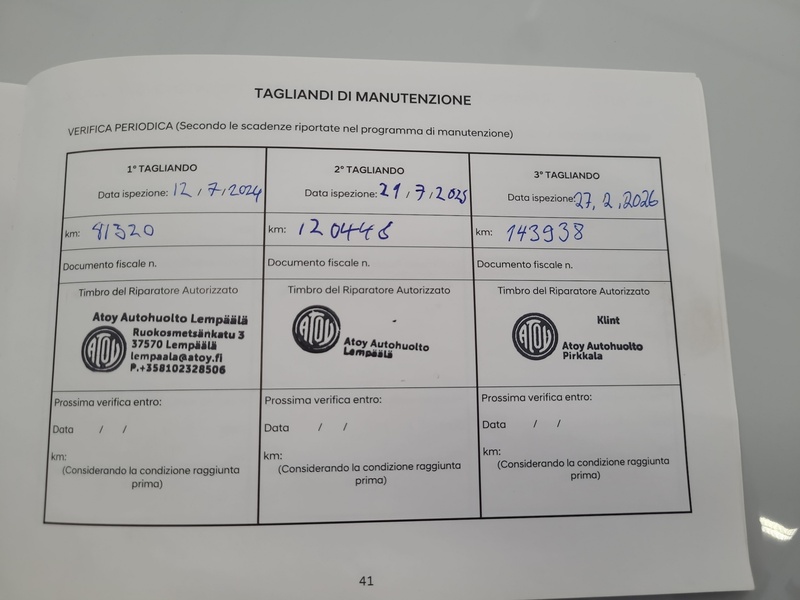 TAGLIANDI DI MANUTENZIONE
VERIFICA PERIODICA (Secondo le scadenze riportate nel programma di manutenzione)
1° TAGLIANDO
Data ispezione: 12 / 7 / 2024
km: 81320
Documento fiscale n.
Timbro del Riparatore Autorizzato
Atoy Autohuolto Lempäälä
ATOY
Ruokosmetsänkatu 3
37570 Lempäälä
lempaala@atoy.fi
P.+358102328506
Prossima verifica entro:
Data / /
km:
(Considerando la condizione raggiunta
prima)
2° TAGLIANDO
Data ispezione: 21 / 7 / 2025
km: 120448
Documento fiscale n.
Timbro del Riparatore Autorizzato
ATOY
Atoy Autohuolto
Lempäälä
Prossima verifica entro:
Data / /
km:
(Considerando la condizione raggiunta
prima)
3° TAGLIANDO
Data ispezione: 27. 2 . 2026
km: 143938
Documento fiscale n.
Timbro del Riparatore Autorizzato
Klint
ATOY
Atoy Autohuolto
Pirkkala
Prossima verifica entro:
Data / /
km:
(Considerando la condizione raggiunta
prima)
41